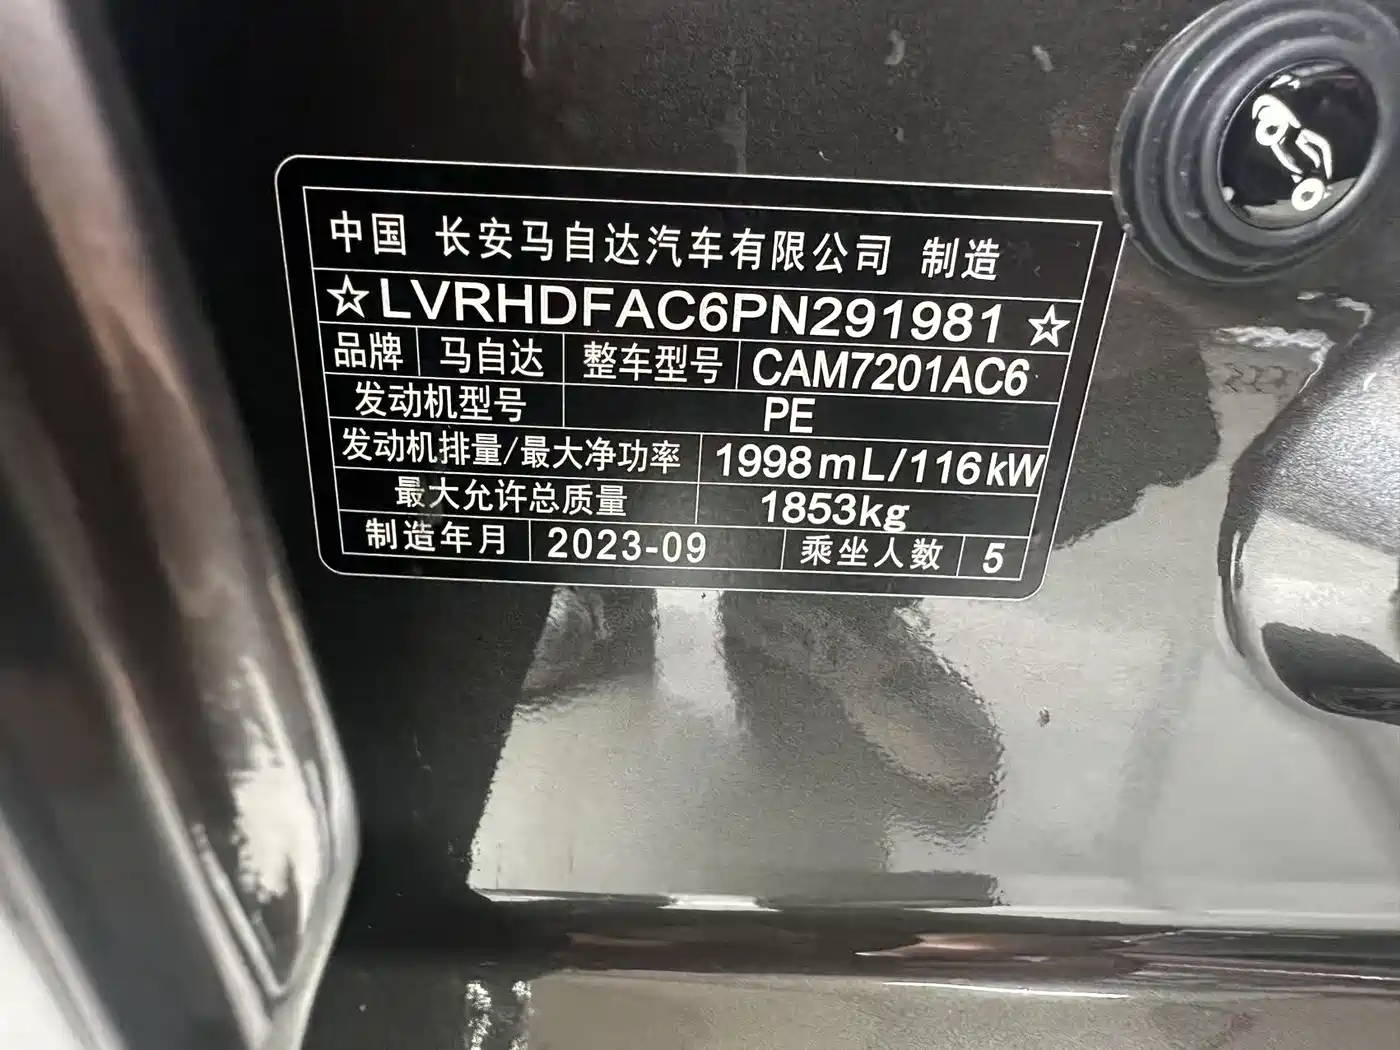 中国 长安马自达汽车有限公司 制造
☆LVRHDFAC6PN291981☆
品牌 马自达 整车型号 CAM7201AC6
发动机型号 PE
发动机排量/最大净功率 1998mL/116kW
最大允许总质量 1853kg
制造年月 2023-09 乘坐人数 5